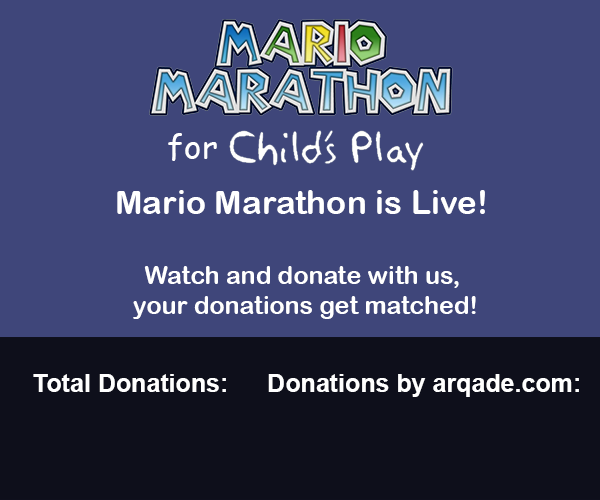 MARIO
MARATHON
for Child's Play
Mario Marathon is Live!
Watch and donate with us,
your donations get matched!
Total Donations: Donations by arqade.com: